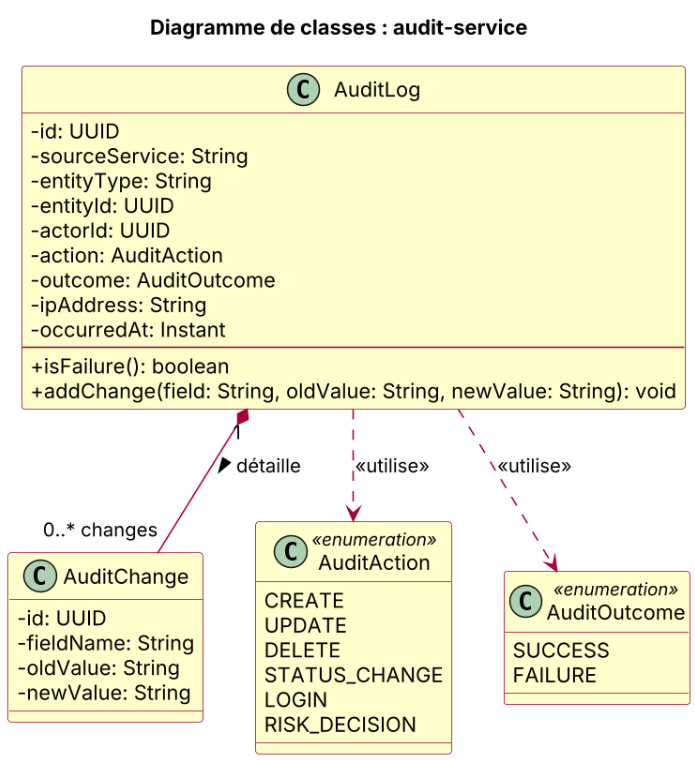 Diagramme de classes : audit-service
C AuditLog
-id: UUID
-sourceService: String
-entityType: String
-entityId: UUID
-actorId: UUID
-action: AuditAction
-outcome: AuditOutcome
-ipAddress: String
-occurredAt: Instant
+isFailure(): boolean
+addChange(field: String, oldValue: String, newValue: String): void
1
détaille
«utilise»
«utilise»
0..* changes
C AuditChange
-id: UUID
-fieldName: String
-oldValue: String
-newValue: String
C «enumeration»
AuditAction
CREATE
UPDATE
DELETE
STATUS_CHANGE
LOGIN
RISK_DECISION
C «enumeration»
AuditOutcome
SUCCESS
FAILURE